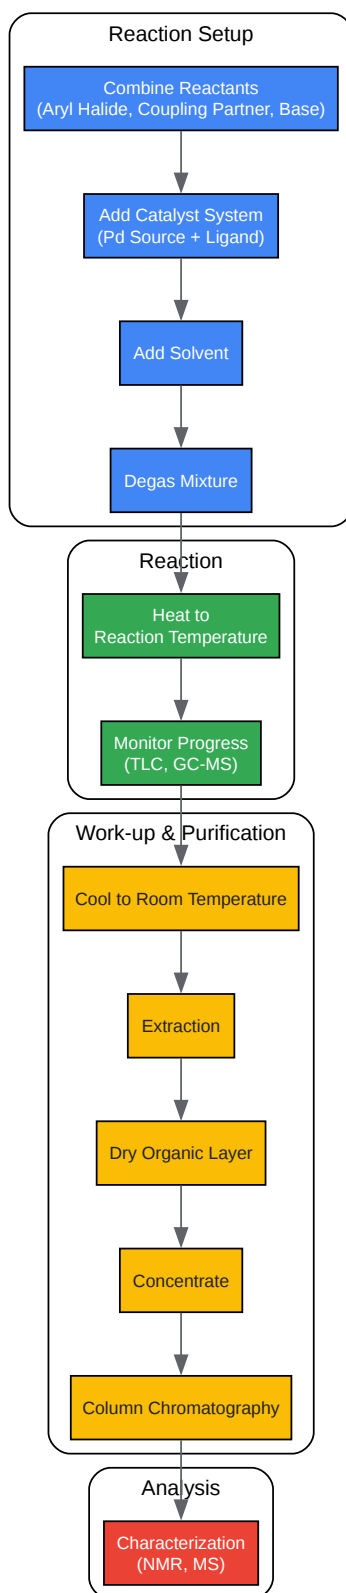 Reaction Setup
Combine Reactants
(Aryl Halide, Coupling Partner, Base)
Add Catalyst System
(Pd Source + Ligand)
Add Solvent
Degas Mixture
Reaction
Heat to
Reaction Temperature
Monitor Progress
(TLC, GC-MS)
Work-up & Purification
Cool to Room Temperature
Extraction
Dry Organic Layer
Concentrate
Column Chromatography
Analysis
Characterization
(NMR, MS)